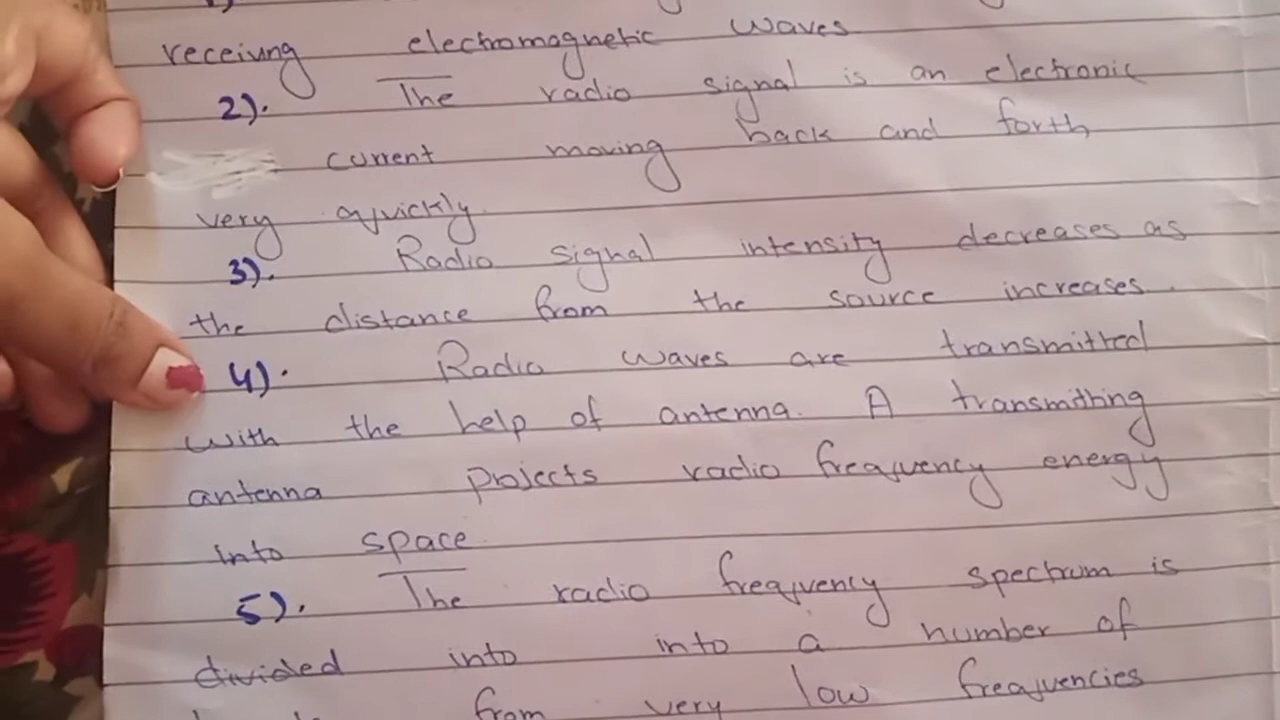 receiving electromagnetic waves
2). The radio signal is an electronic
current moving back and forth
very quickly.
3). Radio signal intensity decreases as
the distance from the source increases.
4). Radio waves are transmitted
with the help of antenna. A transmitting
antenna projects radio frequency energy
into space.
5). The radio frequency spectrum is
divided into into a number of
from very low frequencies